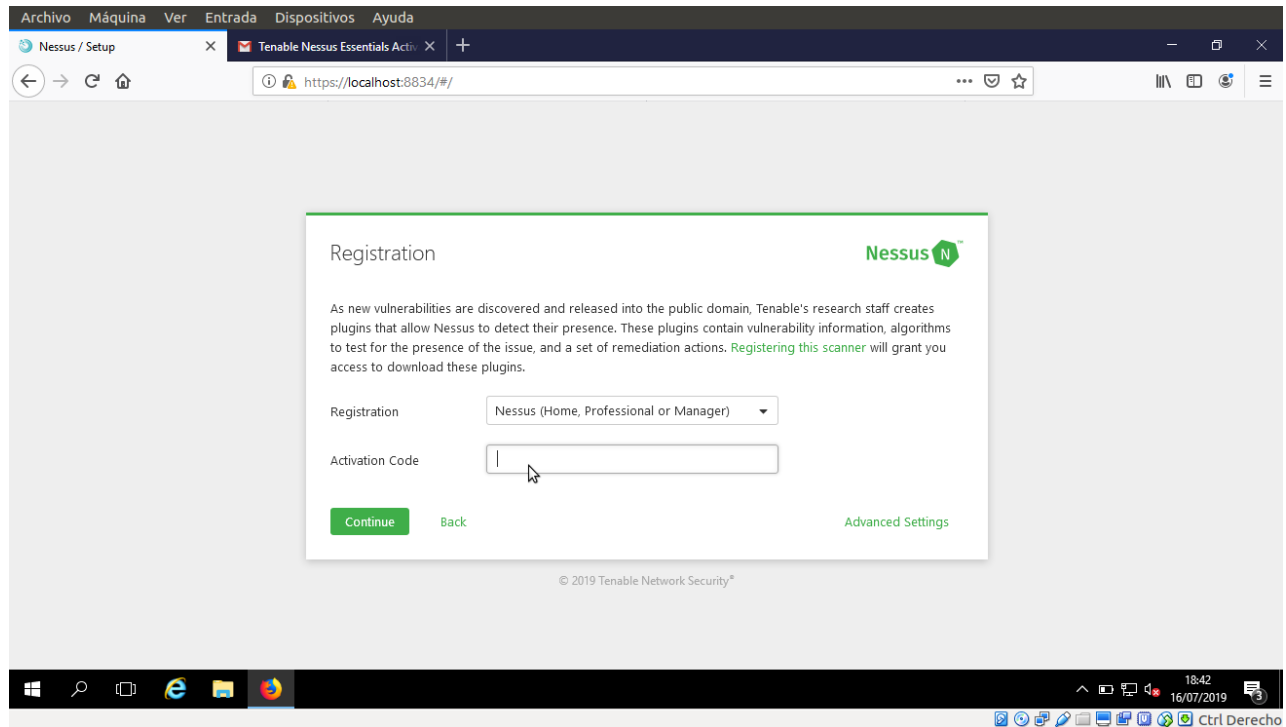 Archivo Máquina Ver Entrada Dispositivos Ayuda
Nessus / Setup
Tenable Nessus Essentials Activ
https://localhost:8834/#/
Registration
Nessus N ™
As new vulnerabilities are discovered and released into the public domain, Tenable's research staff creates
plugins that allow Nessus to detect their presence. These plugins contain vulnerability information, algorithms
to test for the presence of the issue, and a set of remediation actions. Registering this scanner will grant you
access to download these plugins.
Registration
Nessus (Home, Professional or Manager)
Activation Code
Continue
Back
Advanced Settings
© 2019 Tenable Network Security®
18:42
16/07/2019
3
Ctrl Derecho